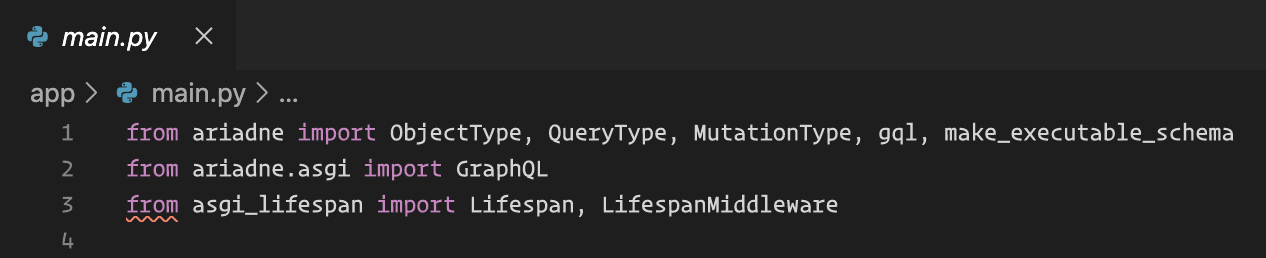 main.py
app > main.py > ...
1 from ariadne import ObjectType, QueryType, MutationType, gql, make_executable_schema
2 from ariadne.asgi import GraphQL
3 from asgi_lifespan import Lifespan, LifespanMiddleware
4